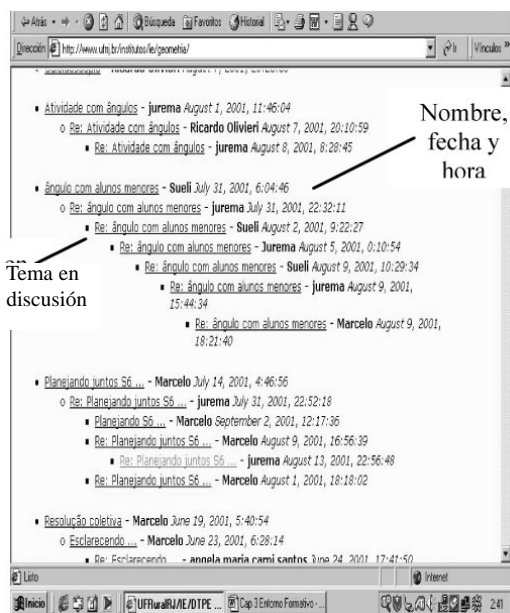 Atrás
Búsqueda Favoritos Historial
Dirección http://www.ufrrj.br/institutos/ie/geometria/ Ir Vínculos »
Atividade com ângulos - jurema August 1, 2001, 11:46:04
Re: Atividade com ângulos - Ricardo Olivieri August 7, 2001, 20:10:59
Re: Atividade com ângulos - jurema August 8, 2001, 8:28:45
Nombre,
fecha y
hora
ângulo com alunos menores - Sueli July 31, 2001, 6:04:46
Re: ângulo com alunos menores - jurema July 31, 2001, 22:32:11
Re: ângulo com alunos menores - Sueli August 2, 2001, 9:22:27
Re: ângulo com alunos menores - Jurema August 5, 2001, 0:10:54
Re: ângulo com alunos menores - Sueli August 9, 2001, 10:29:34
Re: ângulo com alunos menores - jurema August 9, 2001,
15:44:34
Re: ângulo com alunos menores - Marcelo August 9, 2001,
18:21:40
Tema en
discusión
Planejando juntos S6 ... - Marcelo July 14, 2001, 4:46:56
Re: Planejando juntos S6 ... - jurema July 31, 2001, 22:52:18
Planejando S6 ... - Marcelo September 2, 2001, 12:17:36
Re: Planejando juntos S6 ... - Marcelo August 9, 2001, 16:56:39
Re: Planejando juntos S6 ... - jurema August 13, 2001, 22:56:48
Re: Planejando juntos S6 ... - Marcelo August 1, 2001, 18:18:02
Resolução coletiva - Marcelo June 19, 2001, 5:40:54
Esclarecendo ... - Marcelo June 23, 2001, 6:28:14
Re: Esclarecendo ... - angela maria carni santos June 24, 2001, 17:41:50
Listo Internet
Inicio UFRuralRJ/IE/DTPE ... Cap 3 Entorno Formativo -... 2:41